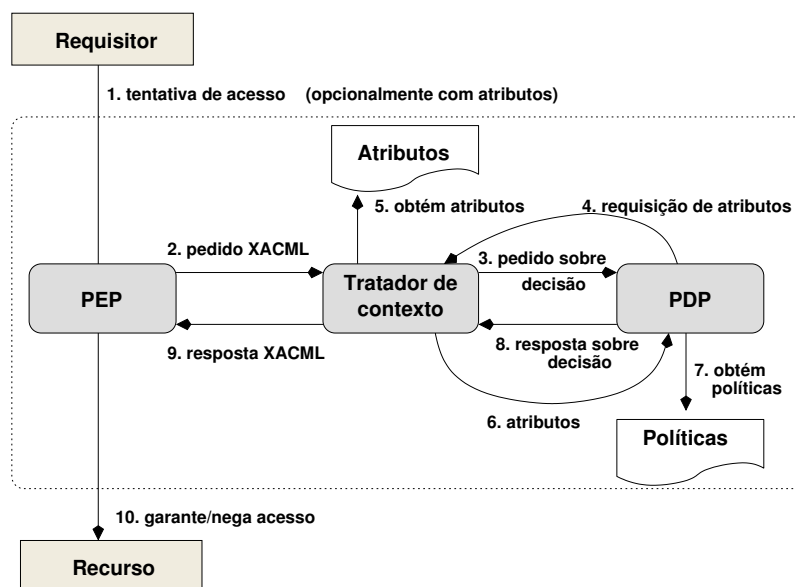 Requisitor
1. tentativa de acesso (opcionalmente com atributos)
Atributos
5. obtém atributos
4. requisição de atributos
2. pedido XACML
3. pedido sobre
decisão
PEP
Tratador de
contexto
PDP
9. resposta XACML
8. resposta sobre
decisão
7. obtém
políticas
6. atributos
Políticas
10. garante/nega acesso
Recurso